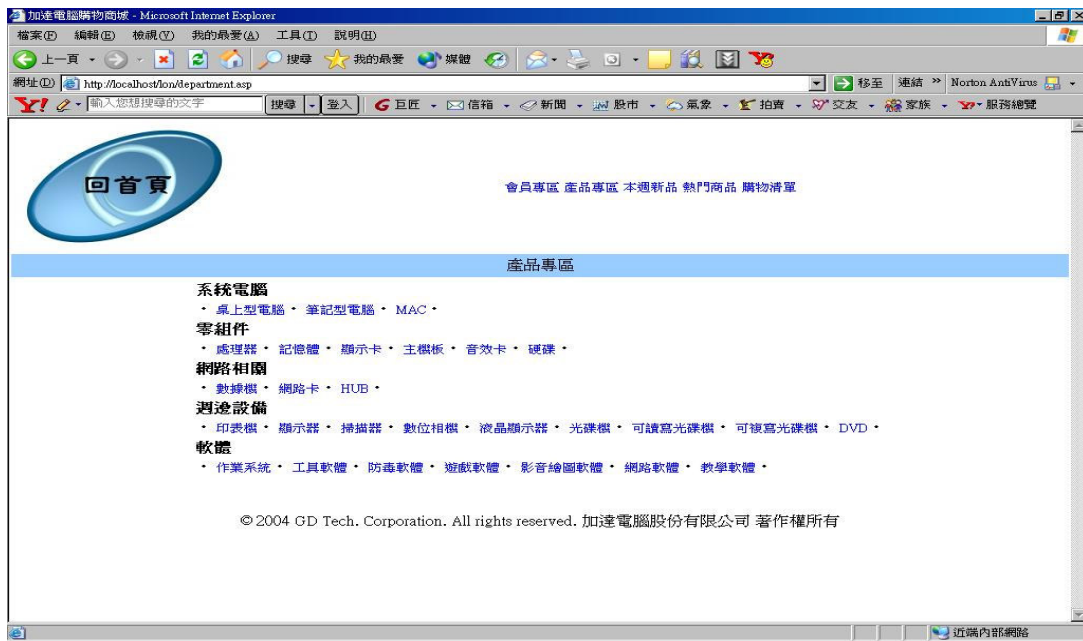 加達電腦購物商城 - Microsoft Internet Explorer
檔案(F) 編輯(E) 檢視(V) 我的最愛(A) 工具(T) 說明(H)
上一頁 搜尋 我的最愛 媒體
網址(D) http://localhost/lon/department.asp 移至 連結 » Norton AntiVirus
Y! 輸入您想搜尋的文字 搜尋 登入 巨匠 信箱 新聞 股市 氣象 拍賣 交友 家族 服務總覽
回首頁
會員專區 產品專區 本週新品 熱門商品 購物清單
產品專區
系統電腦
・ 桌上型電腦 ・ 筆記型電腦 ・ MAC ・
零組件
・ 處理器 ・ 記憶體 ・ 顯示卡 ・ 主機板 ・ 音效卡 ・ 硬碟 ・
網路相關
・ 數據機 ・ 網路卡 ・ HUB ・
週邊設備
・ 印表機 ・ 顯示器 ・ 掃描器 ・ 數位相機 ・ 液晶顯示器 ・ 光碟機 ・ 可讀寫光碟機 ・ 可複寫光碟機 ・ DVD ・
軟體
・ 作業系統 ・ 工具軟體 ・ 防毒軟體 ・ 遊戲軟體 ・ 影音繪圖軟體 ・ 網路軟體 ・ 教學軟體 ・
© 2004 GD Tech. Corporation. All rights reserved. 加達電腦股份有限公司 著作權所有
近端內部網路